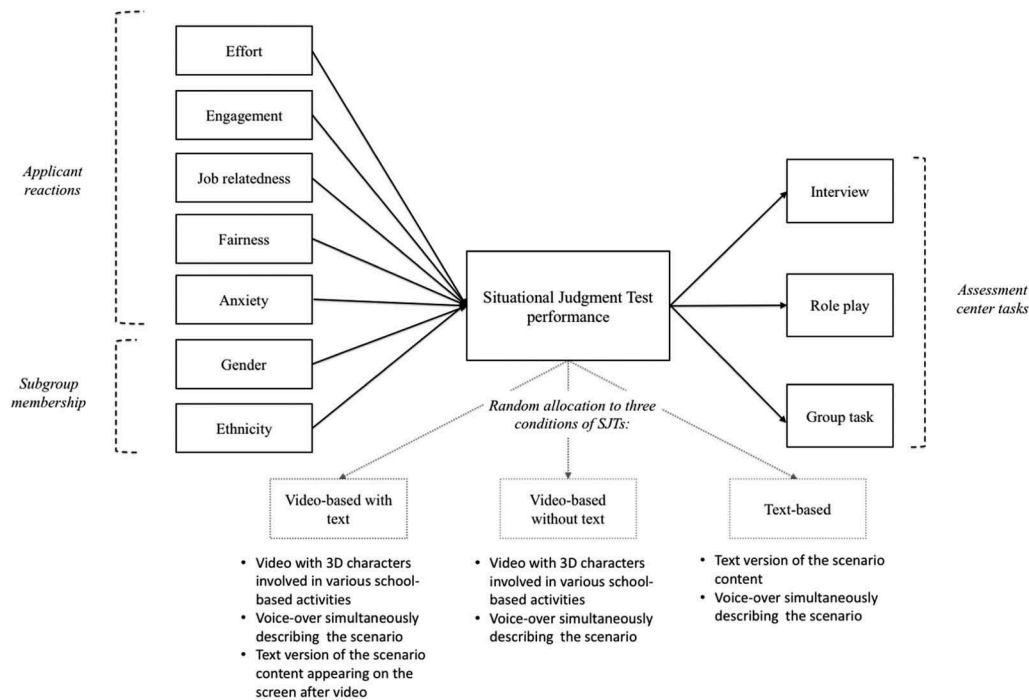 Applicant
reactions
Effort
Engagement
Job relatedness
Fairness
Anxiety
Subgroup
membership
Gender
Ethnicity
Situational Judgment Test
performance
Interview
Role play
Group task
Assessment
center tasks
Random allocation to three
conditions of SJTs:
Video-based with
text
• Video with 3D characters
involved in various school-
based activities
• Voice-over simultaneously
describing the scenario
• Text version of the scenario
content appearing on the
screen after video
Video-based
without text
• Video with 3D characters
involved in various school-
based activities
• Voice-over simultaneously
describing the scenario
Text-based
• Text version of the scenario
content
• Voice-over simultaneously
describing the scenario